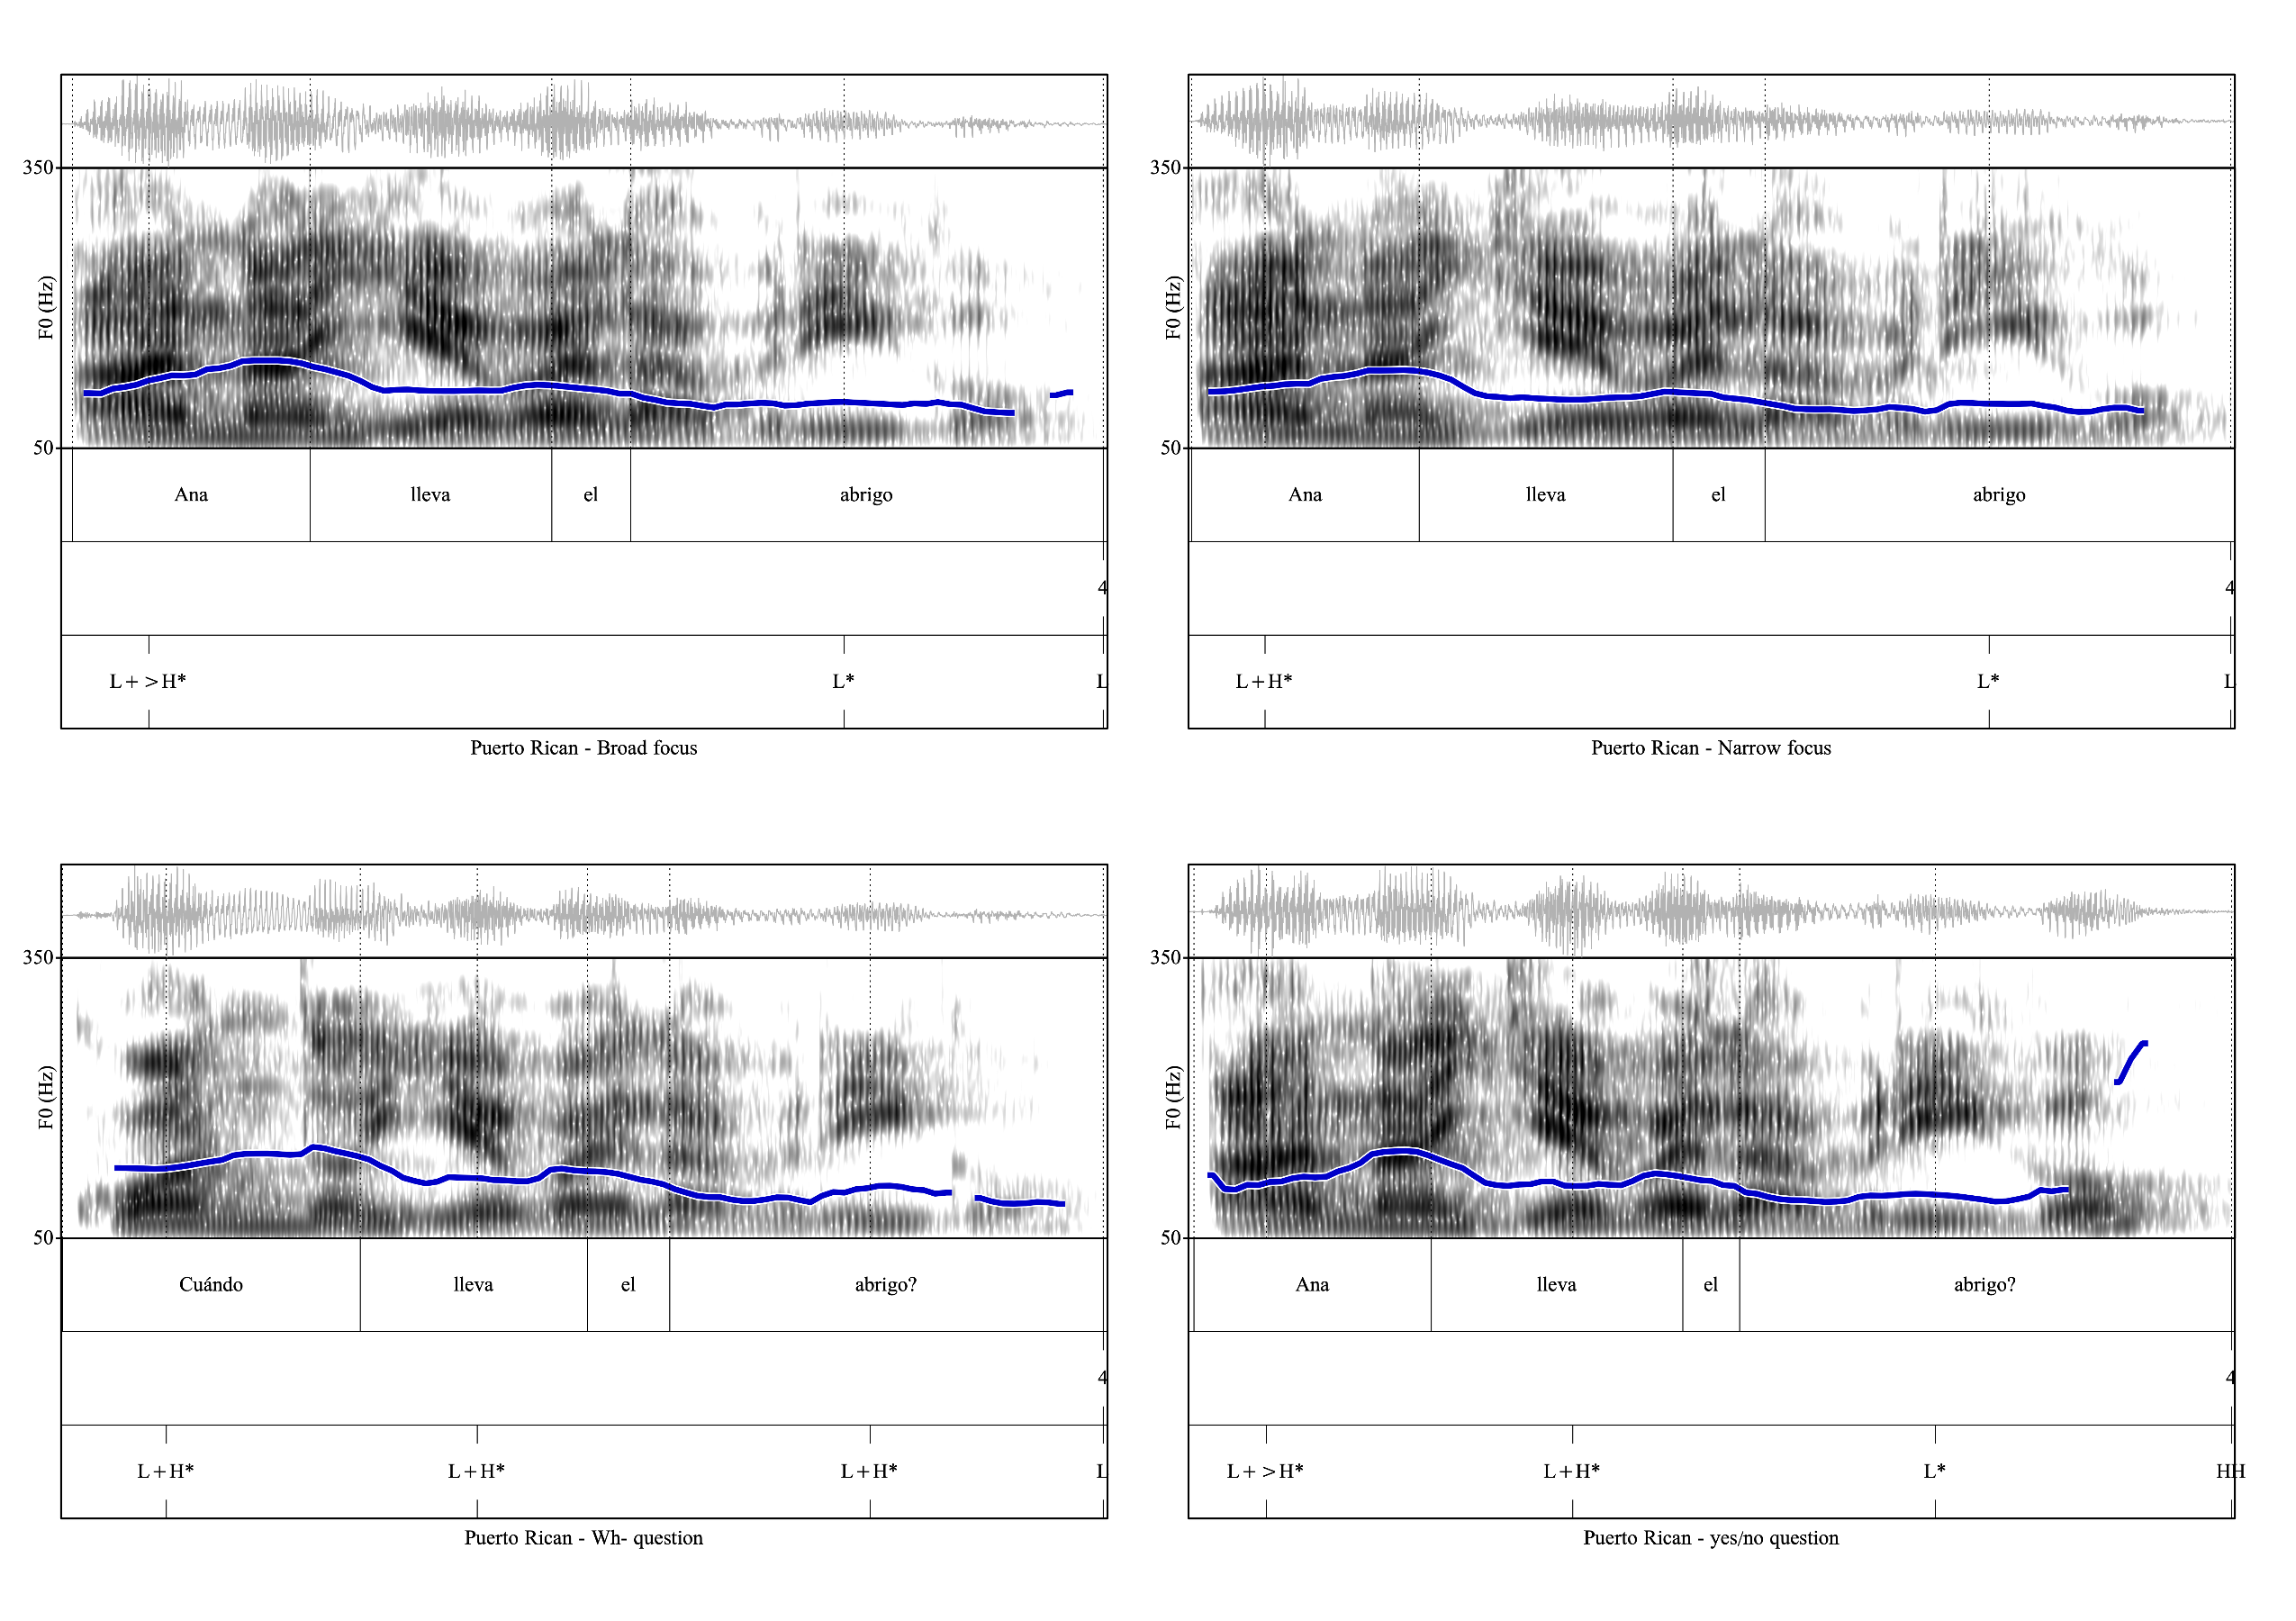 350
F0 (Hz)
50
Ana lleva el abrigo
4
L+>H* L* L
Puerto Rican - Broad focus
350
F0 (Hz)
50
Ana lleva el abrigo
4
L+H* L* L
Puerto Rican - Narrow focus
350
F0 (Hz)
50
Cuándo lleva el abrigo?
4
L+H* L+H* L+H* L
Puerto Rican - Wh- question
350
F0 (Hz)
50
Ana lleva el abrigo?
4
L+>H* L+H* L* HH
Puerto Rican - yes/no question